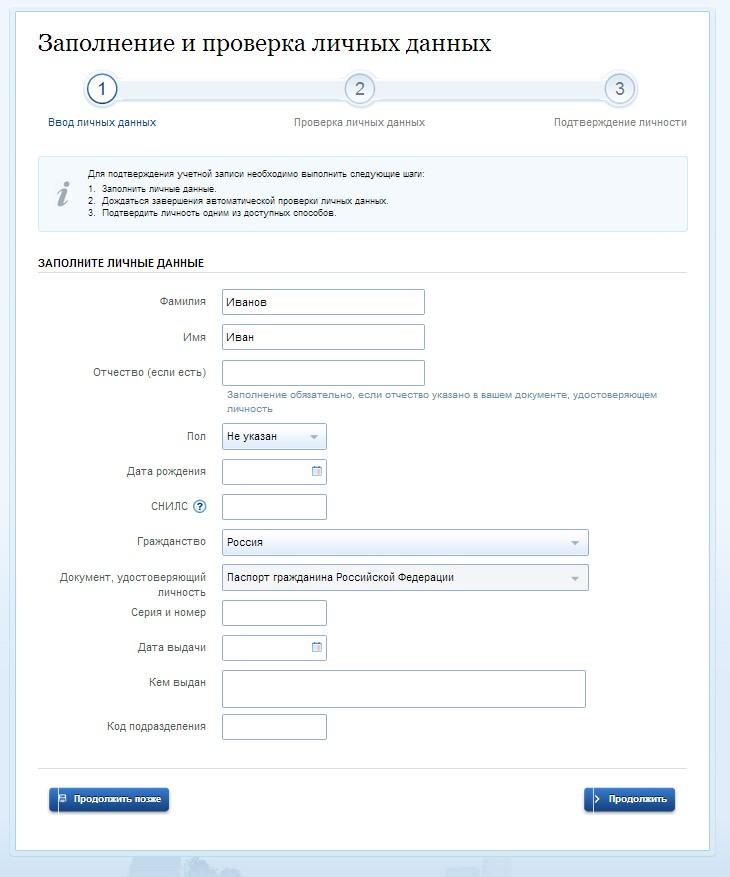 Заполнение и проверка личных данных
1 2 3
Ввод личных данных Проверка личных данных Подтверждение личности
i
Для подтверждения учетной записи необходимо выполнить следующие шаги:
1. Заполнить личные данные.
2. Дождаться завершения автоматической проверки личных данных.
3. Подтвердить личность одним из доступных способов.
ЗАПОЛНИТЕ ЛИЧНЫЕ ДАННЫЕ
Фамилия Иванов
Имя Иван
Отчество (если есть)
Заполнение обязательно, если отчество указано в вашем документе, удостоверяющем
личность
Пол Не указан
Дата рождения
СНИЛС ?
Гражданство Россия
Документ, удостоверяющий Паспорт гражданина Российской Федерации
личность
Серия и номер
Дата выдачи
Кем выдан
Код подразделения
Продолжить позже Продолжить